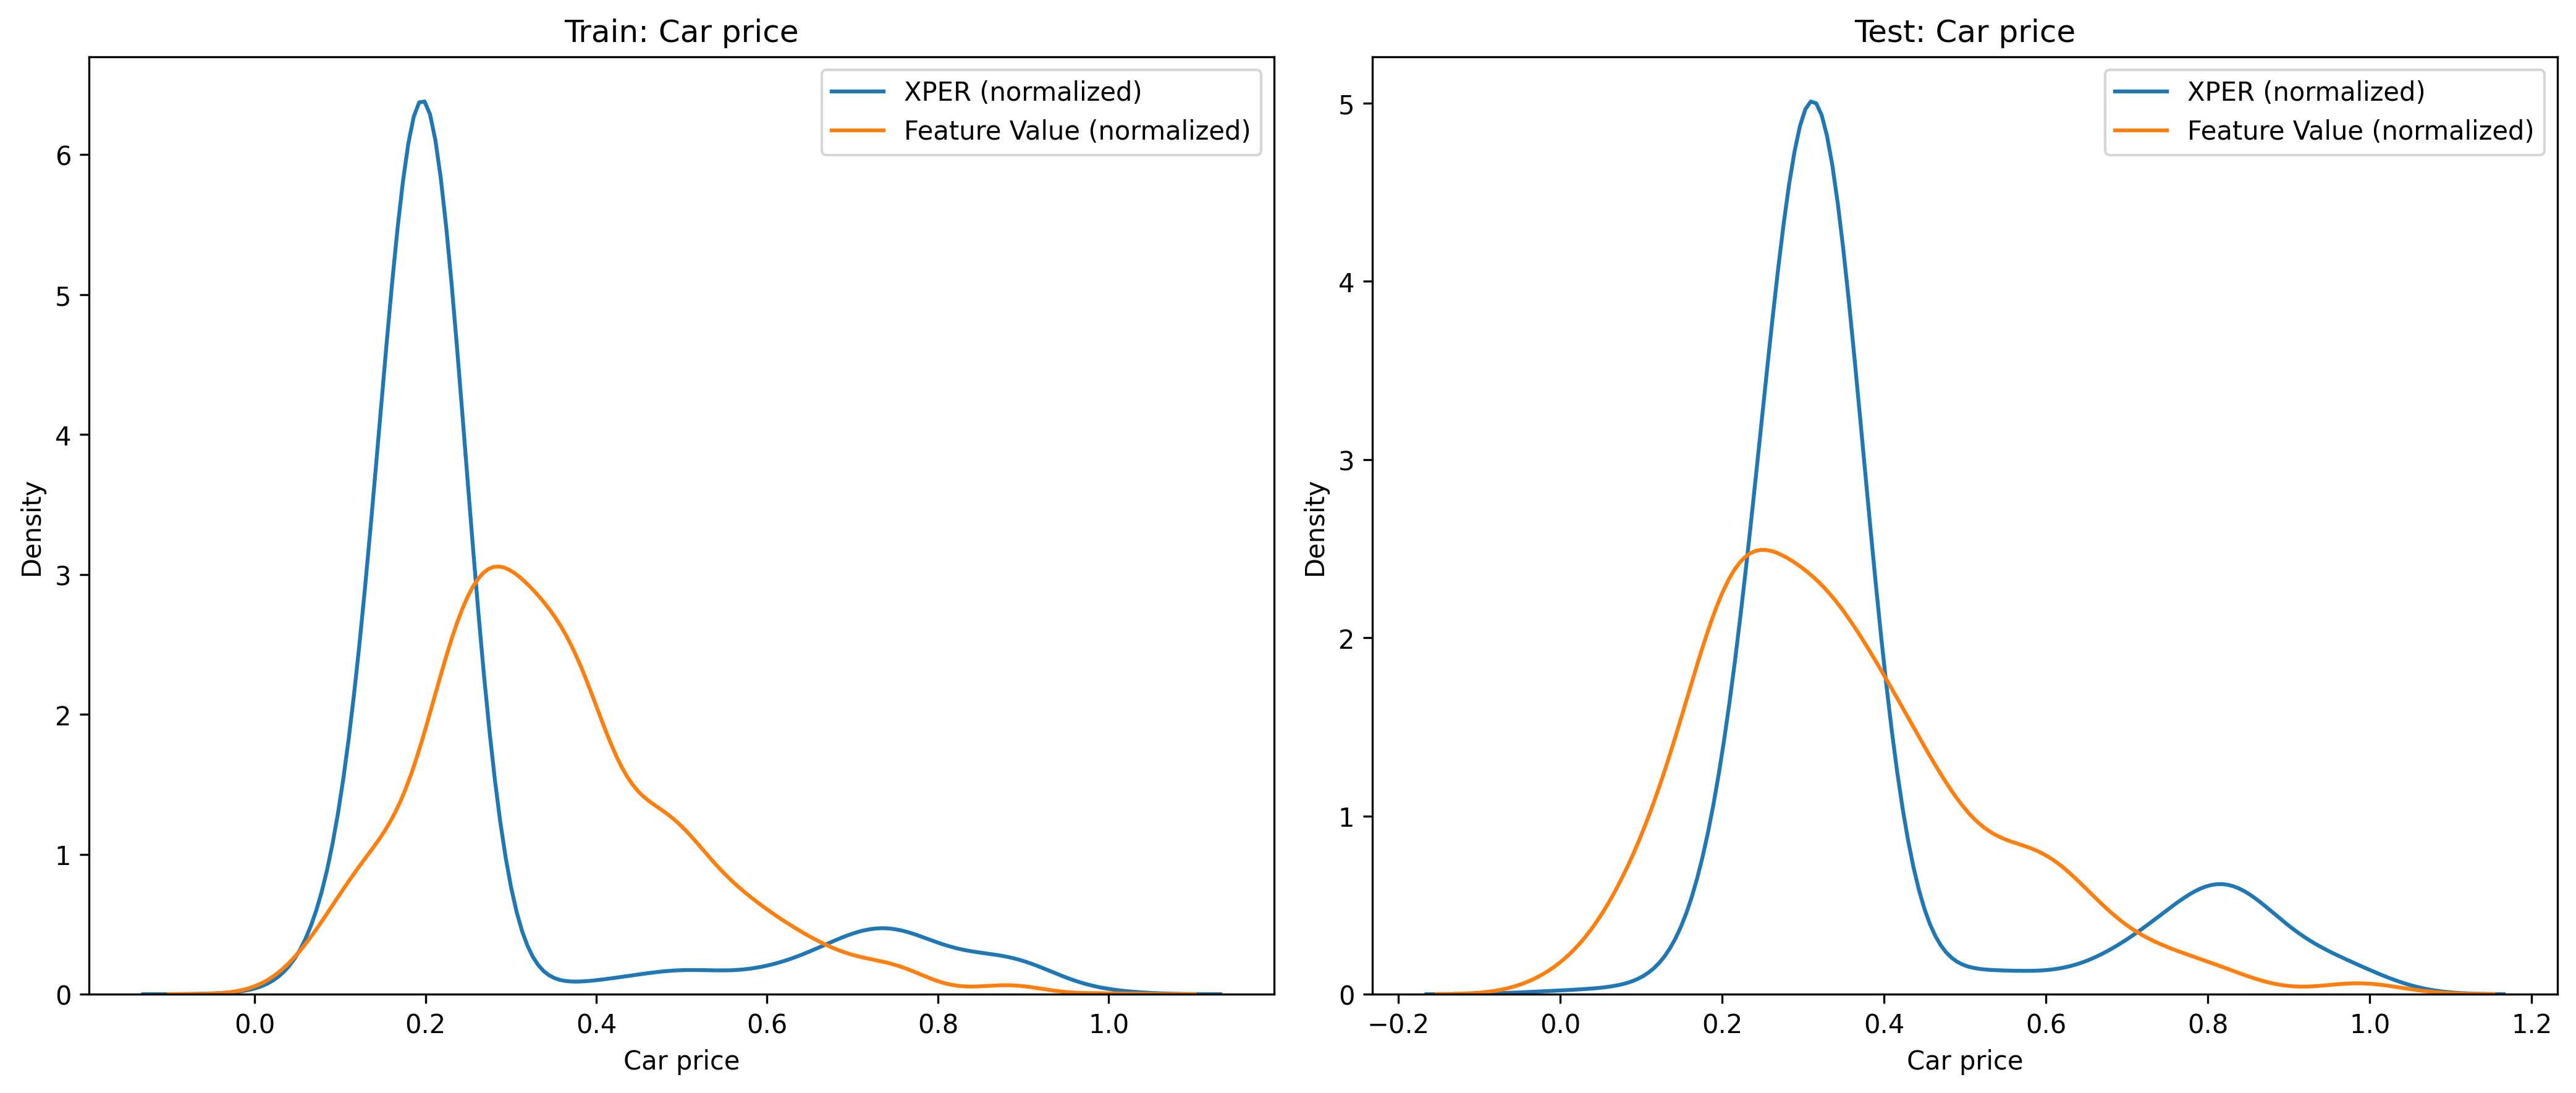 Train: Car price
XPER (normalized)
Feature Value (normalized)
Density
6
5
4
3
2
1
0
0.0 0.2 0.4 0.6 0.8 1.0
Car price
Test: Car price
XPER (normalized)
Feature Value (normalized)
Density
5
4
3
2
1
0
−0.2 0.0 0.2 0.4 0.6 0.8 1.0 1.2
Car price